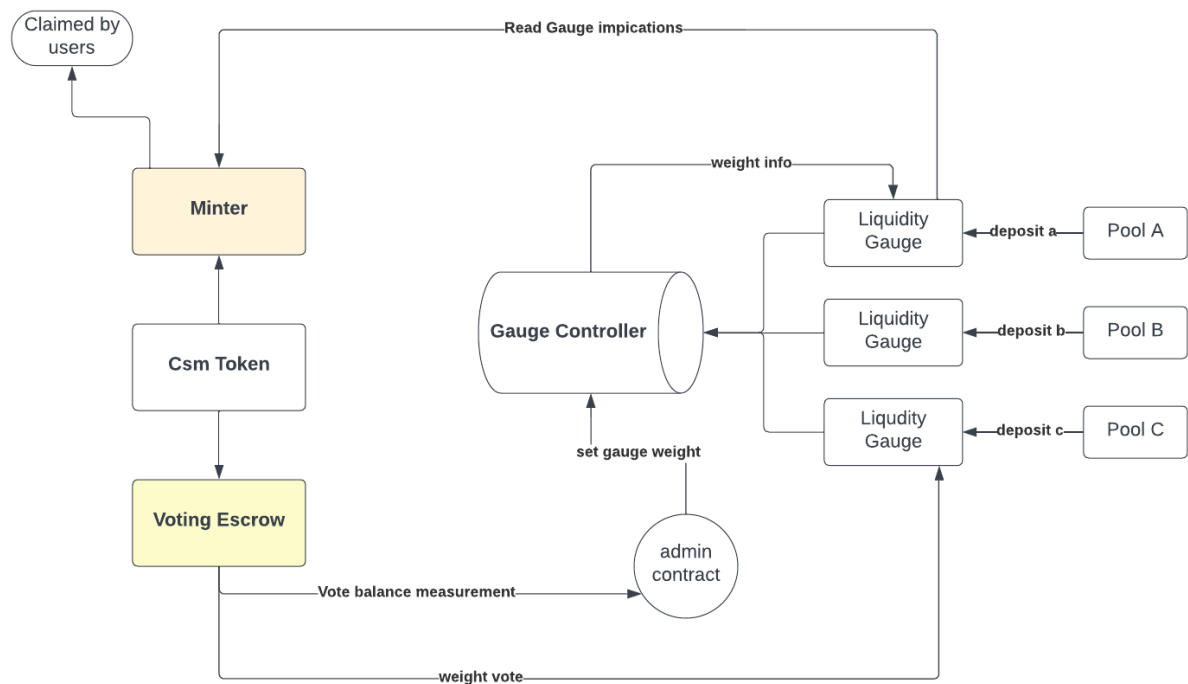 Claimed by
users
Read Gauge impications
weight info
Minter
Liquidity
Gauge
deposit a
Pool A
Gauge Controller
Liquidity
Gauge
deposit b
Pool B
Csm Token
Liqudity
Gauge
deposit c
Pool C
set gauge weight
Voting Escrow
admin
contract
Vote balance measurement
weight vote